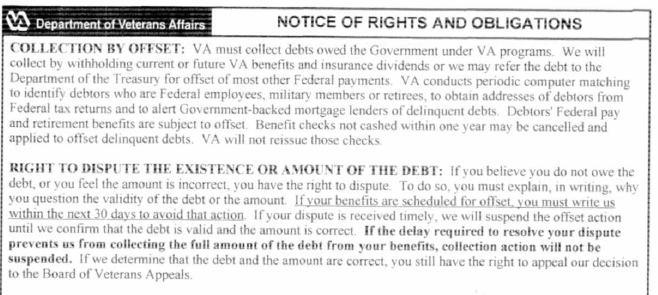 VA Department of Veterans Affairs NOTICE OF RIGHTS AND OBLIGATIONS
COLLECTION BY OFFSET: VA must collect debts owed the Government under VA programs. We will
collect by withholding current or future VA benefits and insurance dividends or we may refer the debt to the
Department of the Treasury for offset of most other Federal payments. VA conducts periodic computer matching
to identify debtors who are Federal employees, military members or retirees, to obtain addresses of debtors from
Federal tax returns and to alert Government-backed mortgage lenders of delinquent debts. Debtors' Federal pay
and retirement benefits are subject to offset. Benefit checks not cashed within one year may be cancelled and
applied to offset delinquent debts. VA will not reissue those checks.
RIGHT TO DISPUTE THE EXISTENCE OR AMOUNT OF THE DEBT: If you believe you do not owe the
debt, or you feel the amount is incorrect, you have the right to dispute. To do so, you must explain, in writing, why
you question the validity of the debt or the amount. If your benefits are scheduled for offset, you must write us
within the next 30 days to avoid that action. If your dispute is received timely, we will suspend the offset action
until we confirm that the debt is valid and the amount is correct. If the delay required to resolve your dispute
prevents us from collecting the full amount of the debt from your benefits, collection action will not be
suspended. If we determine that the debt and the amount are correct, you still have the right to appeal our decision
to the Board of Veterans Appeals.